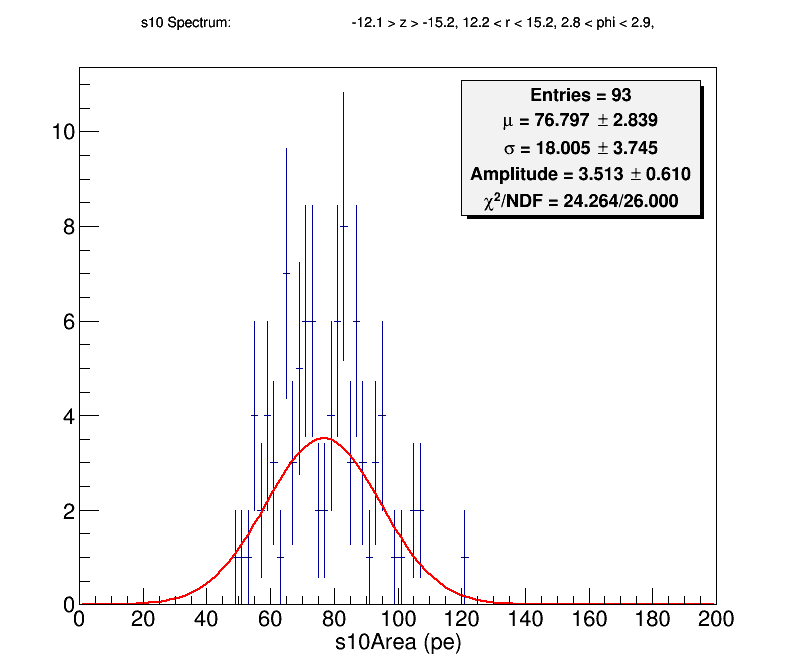 s10 Spectrum: -12.1 > z > -15.2, 12.2 < r < 15.2, 2.8 < phi < 2.9,
Entries = 93
μ = 76.797 ± 2.839
σ = 18.005 ± 3.745
Amplitude = 3.513 ± 0.610
χ²/NDF = 24.264/26.000
10
8
6
4
2
0
0 20 40 60 80 100 120 140 160 180 200
s10Area (pe)